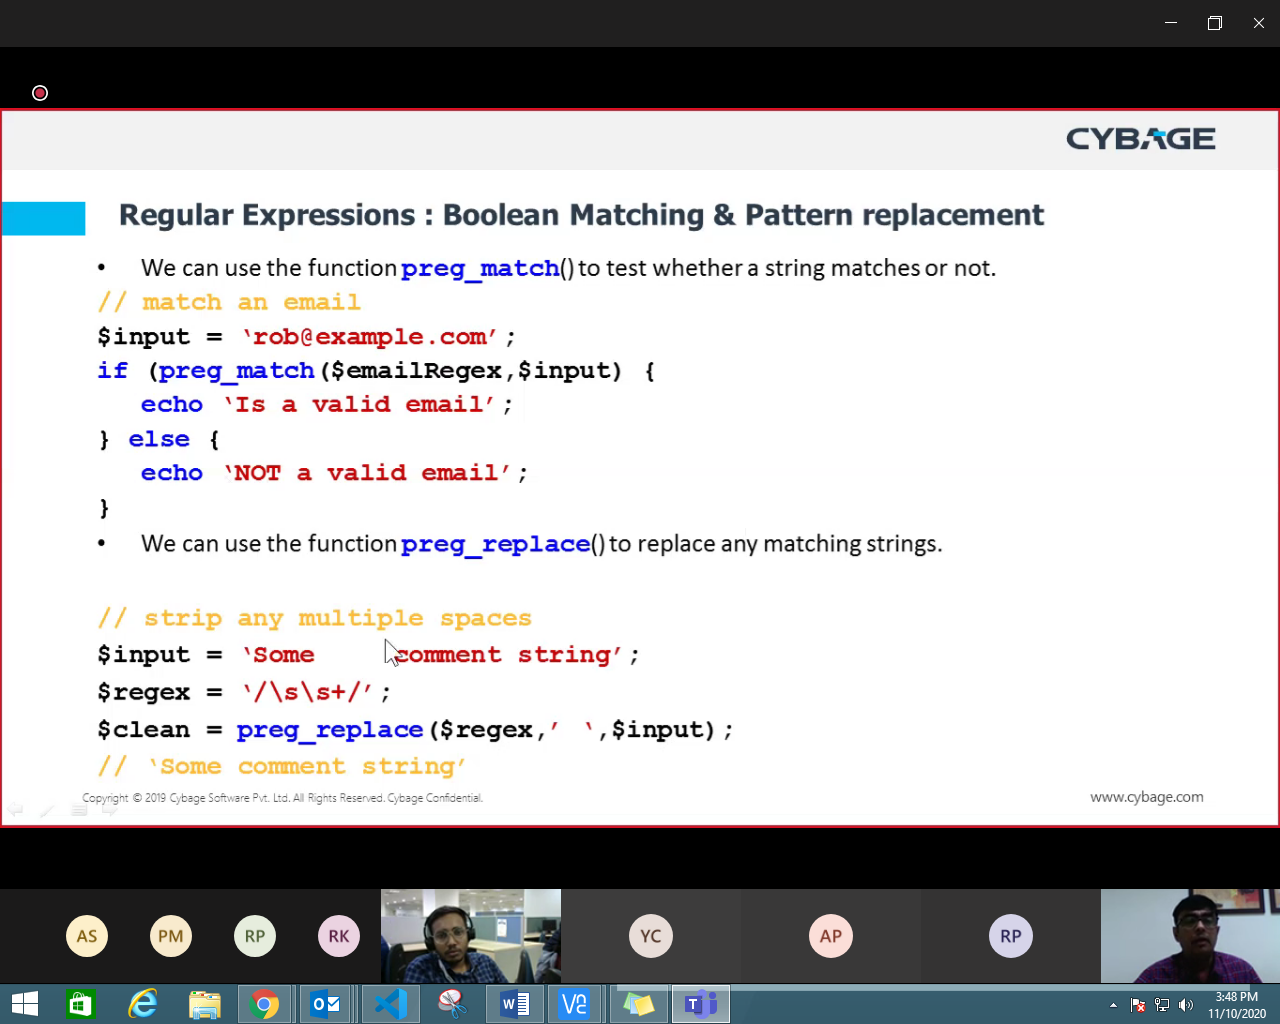 CYBAGE
Regular Expressions : Boolean Matching & Pattern replacement
• We can use the function preg_match() to test whether a string matches or not.
// match an email
$input = ‘rob@example.com’;
if (preg_match($emailRegex,$input) {
echo ‘Is a valid email’;
} else {
echo ‘NOT a valid email’;
}
• We can use the function preg_replace() to replace any matching strings.
// strip any multiple spaces
$input = ‘Some comment string’;
$regex = ‘/\s\s+/’;
$clean = preg_replace($regex,’ ‘,$input);
// ‘Some comment string’
Copyright © 2019 Cybage Software Pvt. Ltd. All Rights Reserved. Cybage Confidential.
www.cybage.com
AS
PM
RP
RK
YC
AP
RP
3:48 PM
11/10/2020